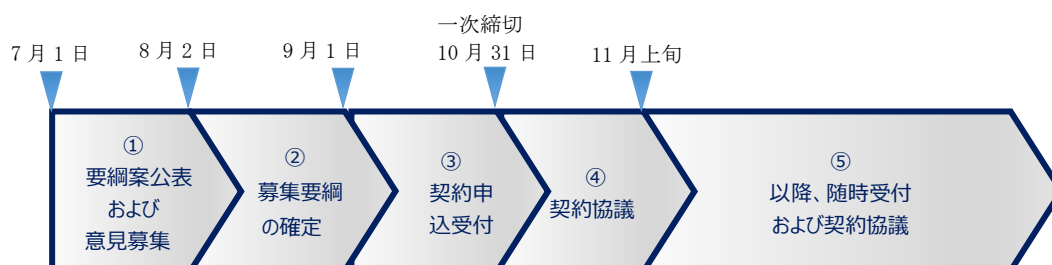 一次締切
7月1日
8月2日
9月1日
10月31日
11月上旬
①
要綱案公表
および
意見募集
②
募集要綱
の確定
③
契約申
込受付
④
契約協議
⑤
以降、随時受付
および契約協議